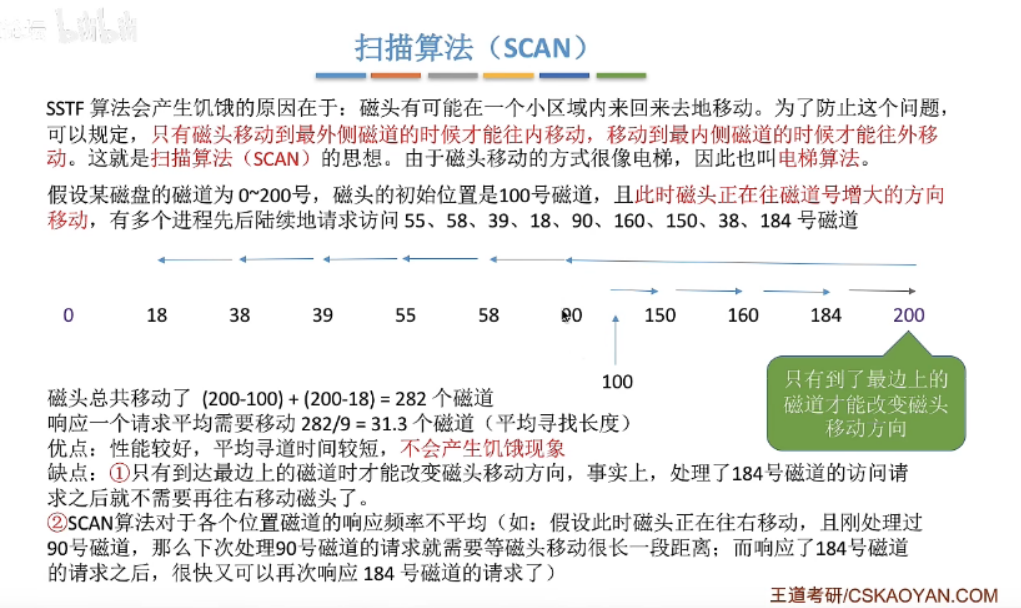 bilibili
扫描算法（SCAN）
SSTF 算法会产生饥饿的原因在于：磁头有可能在一个小区域内来回来去地移动。为了防止这个问题，
可以规定，只有磁头移动到最外侧磁道的时候才能往内移动，移动到最内侧磁道的时候才能往外移
动。这就是扫描算法（SCAN）的思想。由于磁头移动的方式很像电梯，因此也叫电梯算法。
假设某磁盘的磁道为 0~200号，磁头的初始位置是100号磁道，且此时磁头正在往磁道号增大的方向
移动，有多个进程先后陆续地请求访问 55、58、39、18、90、160、150、38、184 号磁道
0 18 38 39 55 58 90 150 160 184 200
100
只有到了最边上的
磁道才能改变磁头
移动方向
磁头总共移动了 (200-100) + (200-18) = 282 个磁道
响应一个请求平均需要移动 282/9 = 31.3 个磁道（平均寻找长度）
优点：性能较好，平均寻道时间较短，不会产生饥饿现象
缺点：①只有到达最边上的磁道时才能改变磁头移动方向，事实上，处理了184号磁道的访问请
求之后就不需要再往右移动磁头了。
②SCAN算法对于各个位置磁道的响应频率不平均（如：假设此时磁头正在往右移动，且刚处理过
90号磁道，那么下次处理90号磁道的请求就需要等磁头移动很长一段距离；而响应了184号磁道
的请求之后，很快又可以再次响应 184 号磁道的请求了）
王道考研/CSKAOYAN.COM